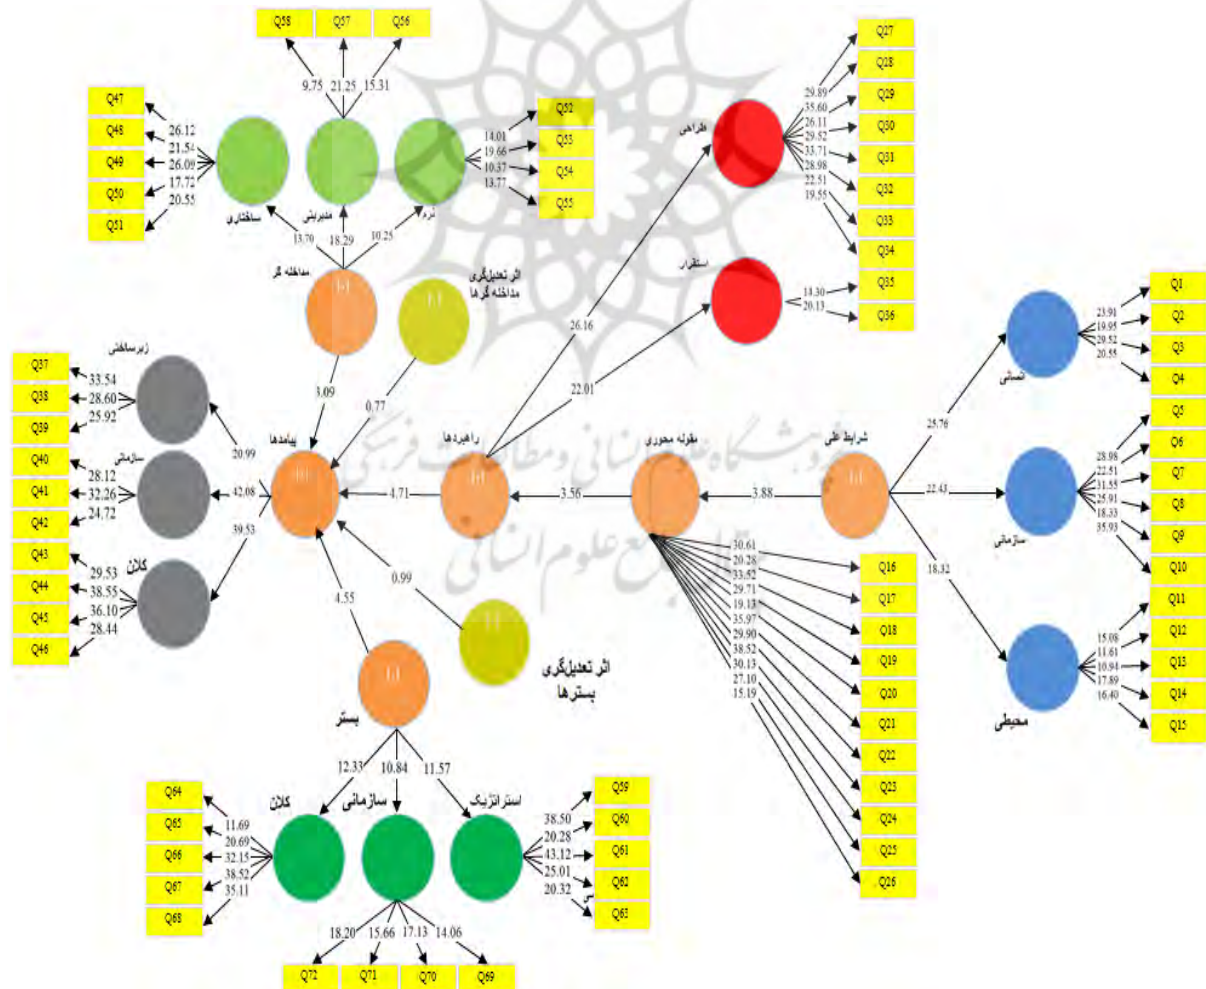 Q58 Q57 Q56
9.75 21.25 15.31
Q47
Q48
Q49
Q50
Q51
26.12
21.54
26.09
17.72
20.55
ساختاری
مدیریتی
نرم
14.01
19.66
10.37
13.77
Q52
Q53
Q54
Q55
13.70 18.29 10.25
مداخله گر
اثر تعدیل‌گری
مداخله گرها
3.09
0.77
طراحی
29.89
35.60
26.11
29.52
33.71
28.98
22.51
19.55
Q27
Q28
Q29
Q30
Q31
Q32
Q33
Q34
استقرار
14.30
20.13
Q35
Q36
26.16
22.01
زیرساختی
Q37
Q38
Q39
33.54
28.60
25.92
سازمانی
Q40
Q41
Q42
28.12
32.26
24.72
کلان
Q43
Q44
Q45
Q46
29.53
38.55
36.10
28.44
20.99
42.08
39.53
پیامدها
راهبردها
مقوله محوری
شرایط علی
4.71
3.56
3.88
علوم انسانی و مطالعات فرهنگی
جامع علوم انسانی
25.76
22.43
18.32
انسانی
23.91
19.95
29.52
20.55
Q1
Q2
Q3
Q4
سازمانی
28.98
22.51
31.55
25.91
18.33
35.93
Q5
Q6
Q7
Q8
Q9
Q10
محیطی
15.08
11.61
10.94
17.89
16.40
Q11
Q12
Q13
Q14
Q15
30.61
20.28
33.52
29.71
19.13
35.97
29.90
38.52
30.13
27.10
15.19
Q16
Q17
Q18
Q19
Q20
Q21
Q22
Q23
Q24
Q25
Q26
4.55
0.99
اثر تعدیل‌گری
بسترها
بستر
12.33 10.84 11.57
کلان
سازمانی
استراتژیک
Q64
Q65
Q66
Q67
Q68
11.69
20.69
32.15
38.52
35.11
38.50
20.28
43.12
25.01
20.32
Q59
Q60
Q61
Q62
Q63
18.20 15.66 17.13 14.06
Q72 Q71 Q70 Q69